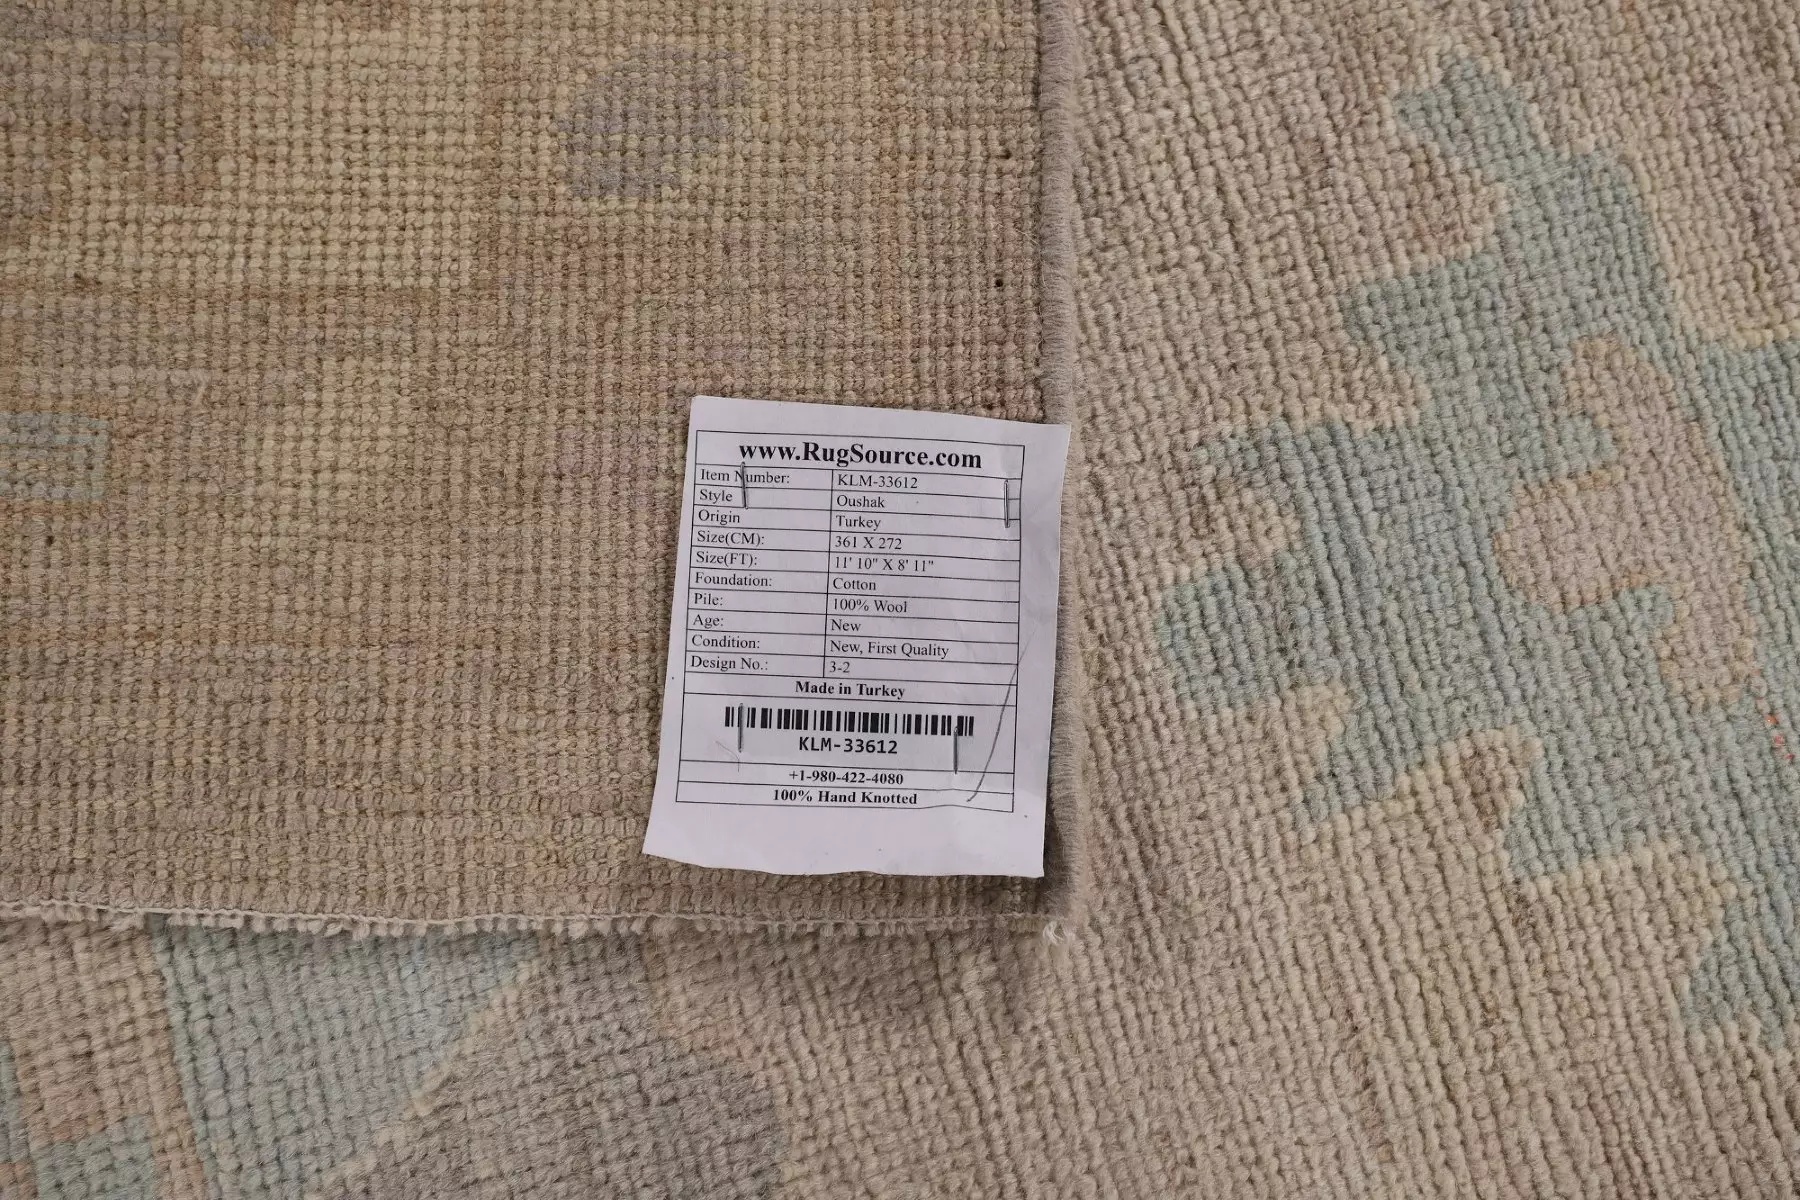 www.RugSource.com
Item Number: KLM-33612
Style Oushak
Origin Turkey
Size(CM): 361 X 272
Size(FT): 11' 10" X 8' 11"
Foundation: Cotton
Pile: 100% Wool
Age: New
Condition: New, First Quality
Design No.: 3-2
Made in Turkey
KLM-33612
+1-980-422-4080
100% Hand Knotted